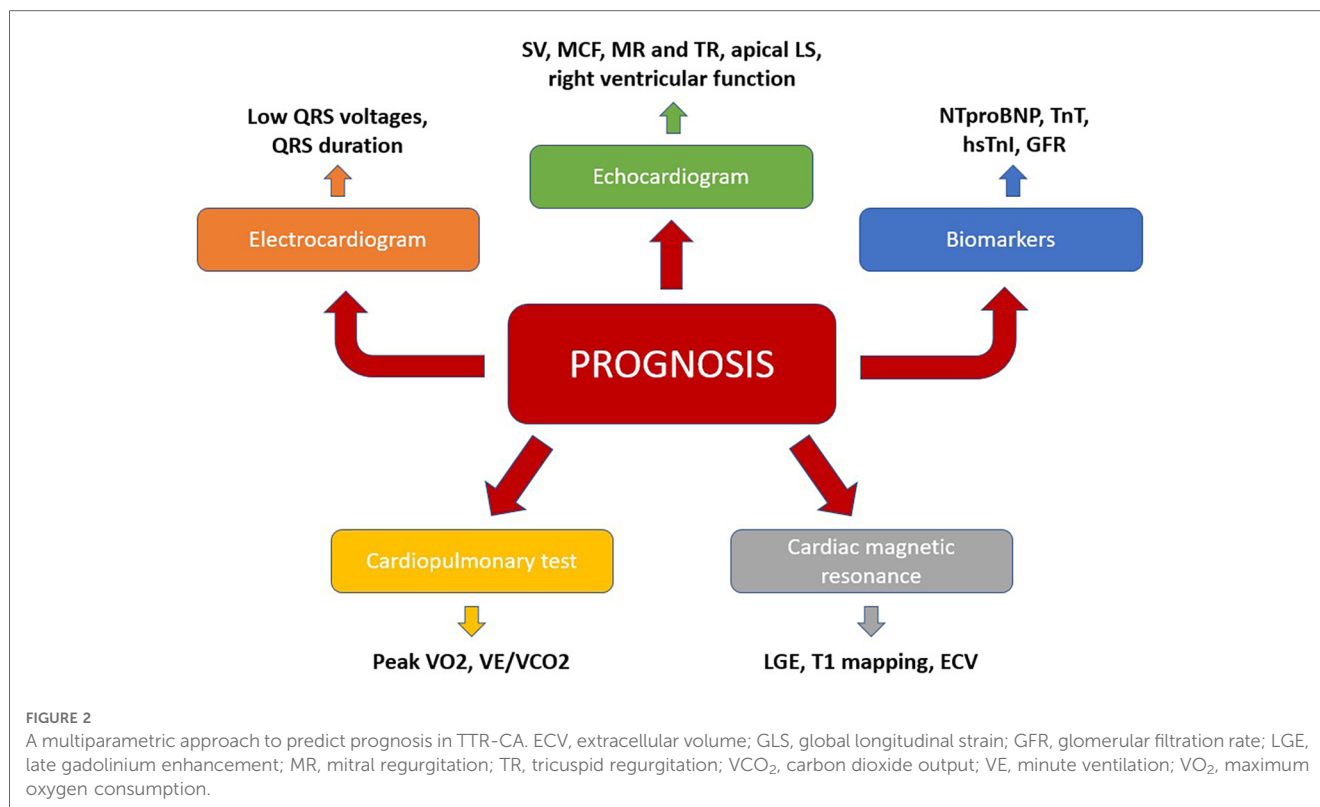 SV, MCF, MR and TR, apical LS,
right ventricular function
Low QRS voltages,
QRS duration
NTproBNP, TnT,
hsTnI, GFR
Echocardiogram
Electrocardiogram
Biomarkers
PROGNOSIS
Cardiopulmonary test
Cardiac magnetic
resonance
Peak VO2, VE/VCO2
LGE, T1 mapping, ECV
FIGURE 2
A multiparametric approach to predict prognosis in TTR-CA. ECV, extracellular volume; GLS, global longitudinal strain; GFR, glomerular filtration rate; LGE,
late gadolinium enhancement; MR, mitral regurgitation; TR, tricuspid regurgitation; VCO₂, carbon dioxide output; VE, minute ventilation; VO₂, maximum
oxygen consumption.